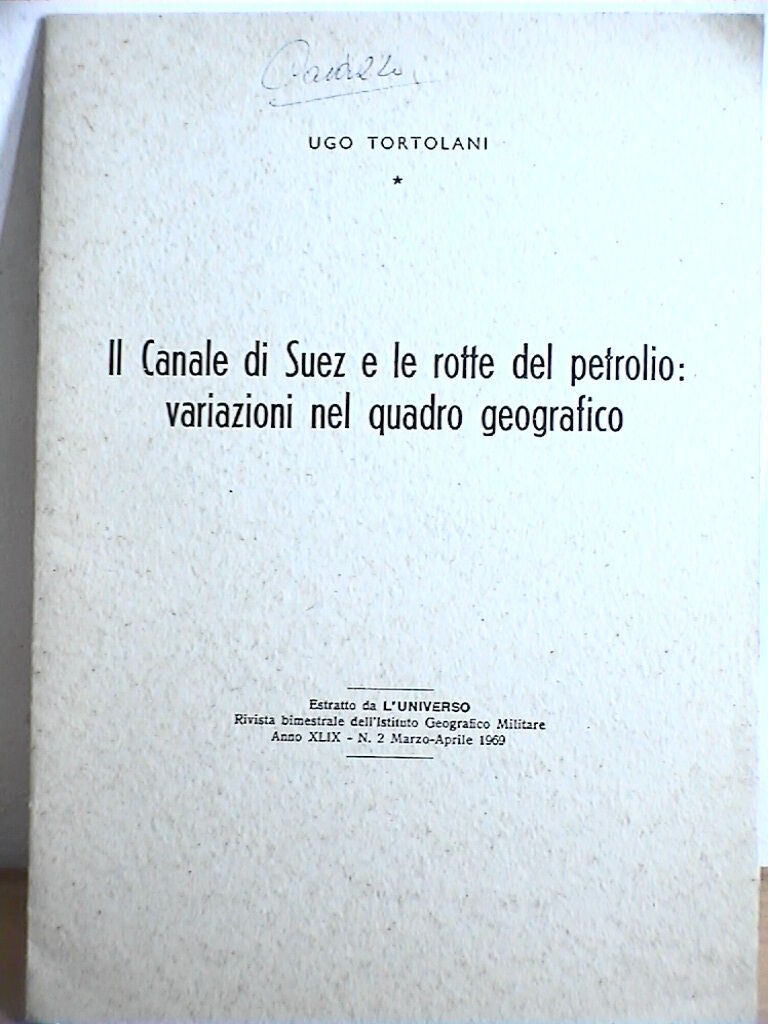 UGO TORTOLANI
★
Il Canale di Suez e le rotte del petrolio:
variazioni nel quadro geografico
Estratto da L'UNIVERSO
Rivista bimestrale dell'Istituto Geografico Militare
Anno XLIX - N. 2 Marzo-Aprile 1969